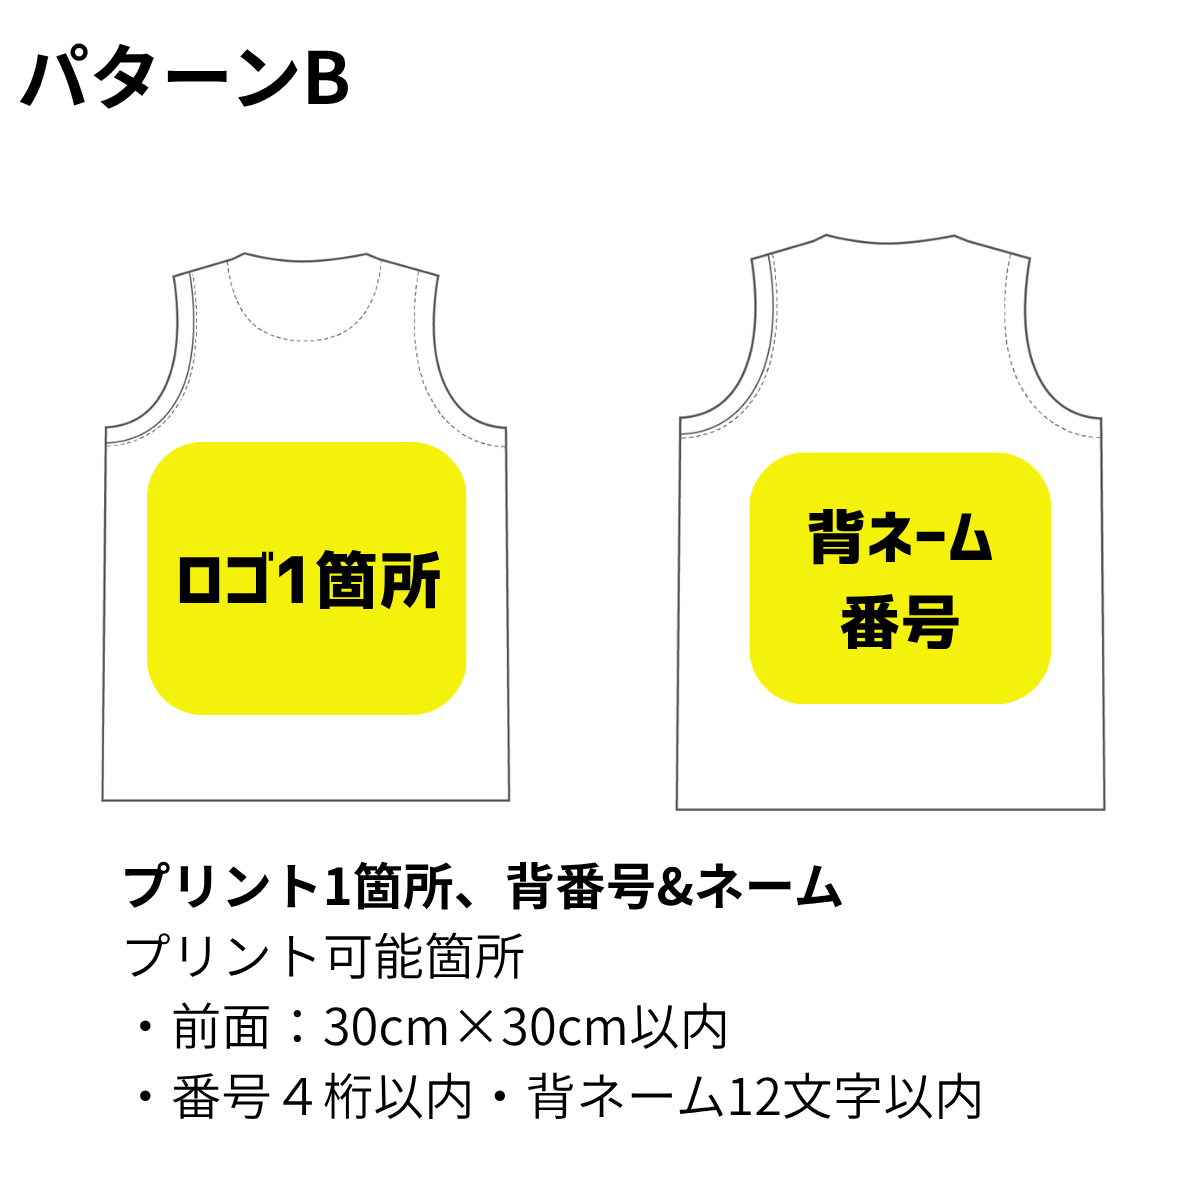 パターンB
ロゴ1箇所
背ネーム
番号
プリント1箇所、背番号&ネーム
プリント可能箇所
・前面：30cm×30cm以内
・番号４桁以内・背ネーム12文字以内